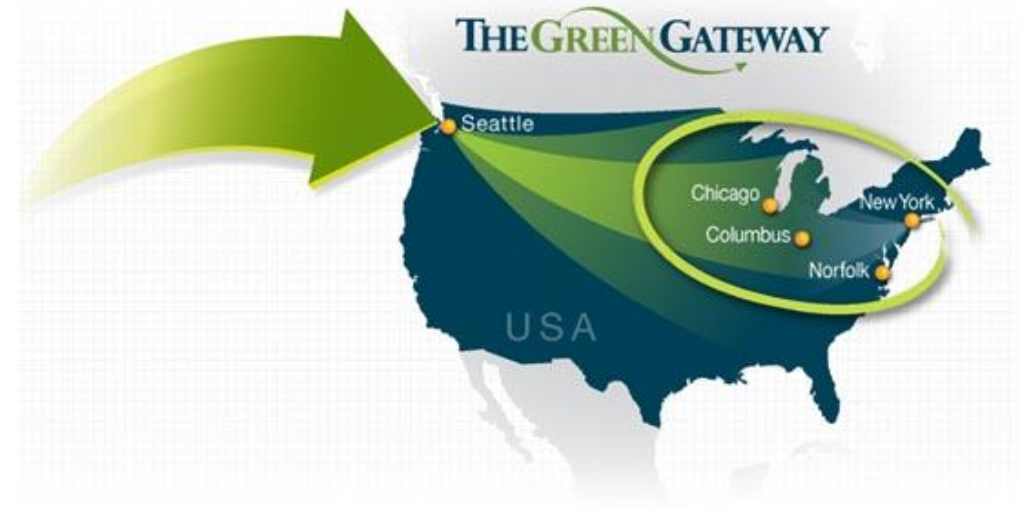 THE GREEN GATEWAY
Seattle
Chicago
New York
Columbus
Norfolk
USA